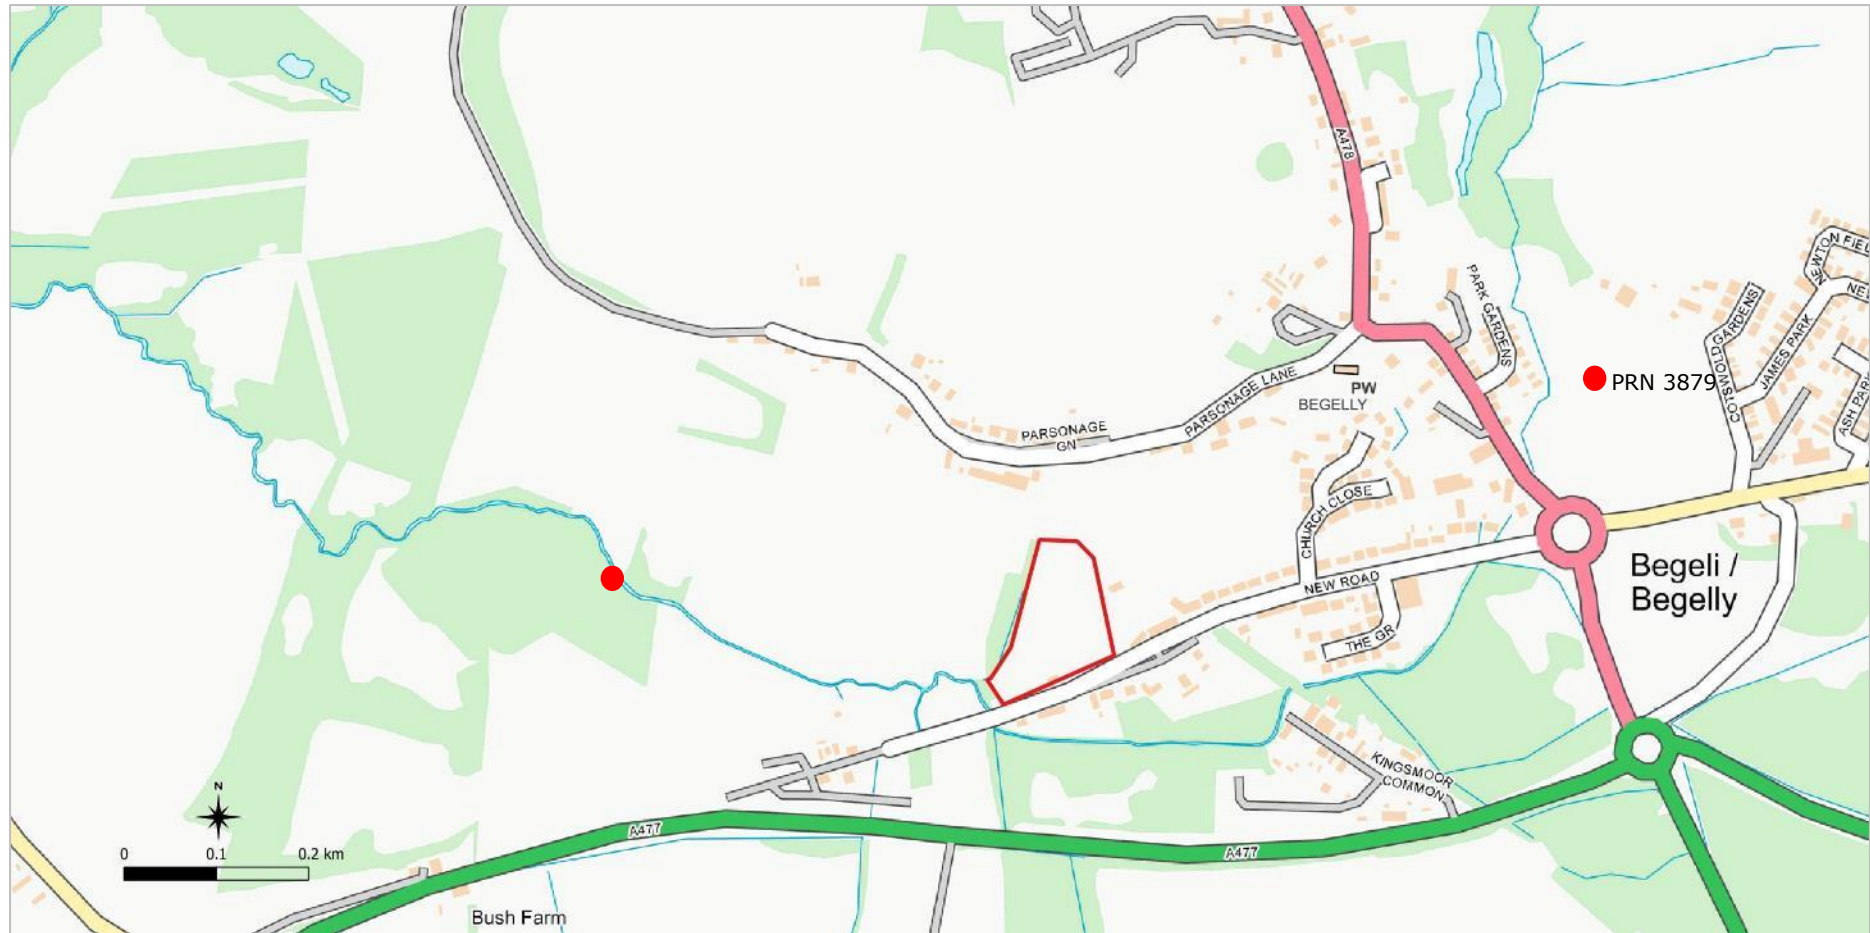 A478
NEWTON FIEL
NE
PARK GARDENS
COTSWOLD GARDENS
JAMES PARK
ASH PARK
PRN 3879
PARSONAGE LANE
PW
BEGELLY
PARSONAGE
GN
CHURCH CLOSE
NEW ROAD
THE GR
Begeli /
Begelly
KINGSMOOR
COMMON
N
0 0.1 0.2 km
A477
A477
Bush Farm